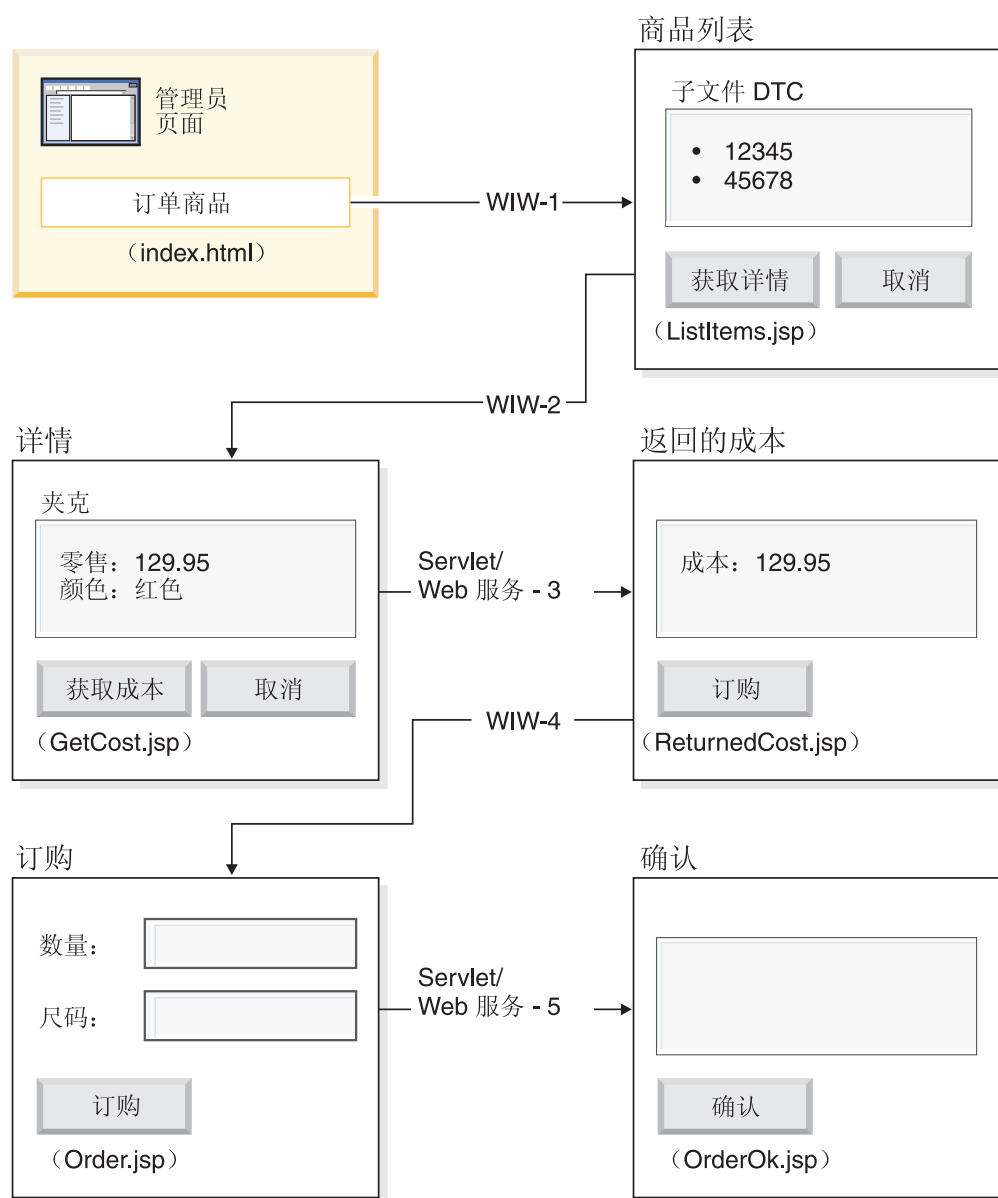 商品列表
管理员
页面
订单商品
（index.html）
WIW-1
子文件 DTC
• 12345
• 45678
获取详情
取消
（ListItems.jsp）
WIW-2
详情
夹克
零售：129.95
颜色：红色
获取成本
取消
（GetCost.jsp）
Servlet/
Web 服务 - 3
返回的成本
成本：129.95
订购
（ReturnedCost.jsp）
WIW-4
订购
数量：
尺码：
订购
（Order.jsp）
Servlet/
Web 服务 - 5
确认
确认
（OrderOk.jsp）